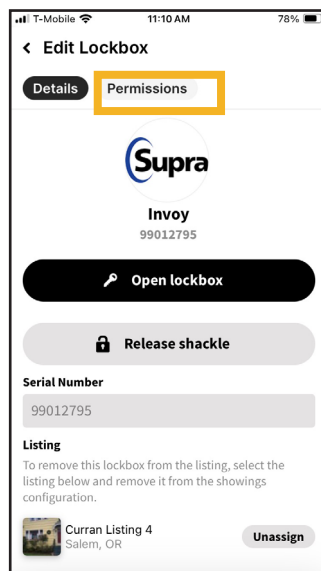 T-Mobile 11:10 AM 78%
Edit Lockbox
Details Permissions
Supra
Invoy
99012795
Open lockbox
Release shackle
Serial Number
99012795
Listing
To remove this lockbox from the listing, select the
listing below and remove it from the showings
configuration.
Curran Listing 4
Salem, OR
Unassign